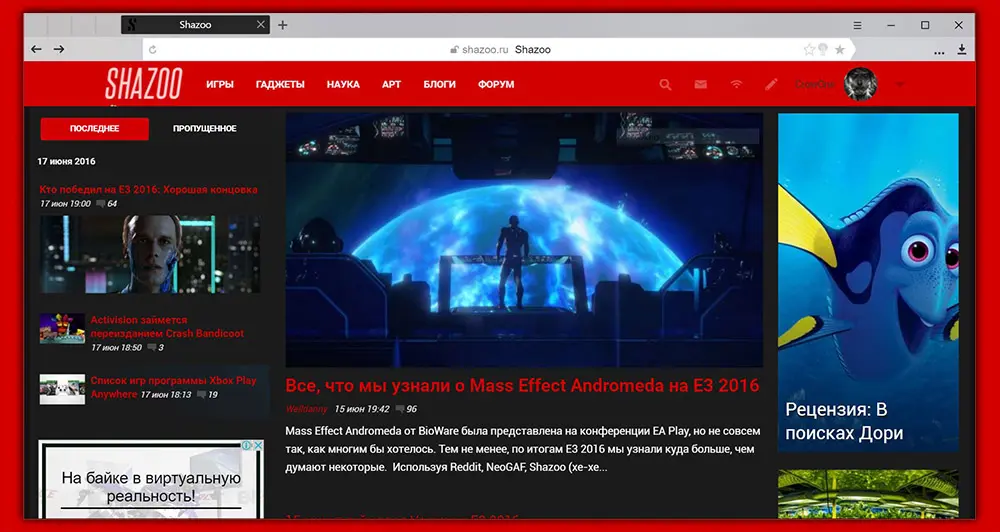 Shazoo
shazoo.ru Shazoo
SHAZOO
ИГРЫ ГАДЖЕТЫ НАУКА АРТ БЛОГИ ФОРУМ
ПОСЛЕДНЕЕ ПРОПУЩЕННОЕ
17 июня 2016
Кто победил на E3 2016: Хорошая концовка
17 июн 19:00 64
Activision займется
переизданием Crash Bandicoot
17 июн 18:50 3
Список игр программы Xbox Play
Anywhere 17 июн 18:13 19
На байке в виртуальную
реальность!
Все, что мы узнали о Mass Effect Andromeda на E3 2016
Walldanny 15 июн 19:42 96
Mass Effect Andromeda от BioWare была представлена на конференции EA Play, но не совсем
так, как многим бы хотелось. Тем не менее, по итогам E3 2016 мы узнали куда больше, чем
думают некоторые. Используя Reddit, NeoGAF, Shazoo (хе-хе...
Рецензия: В
поисках Дори